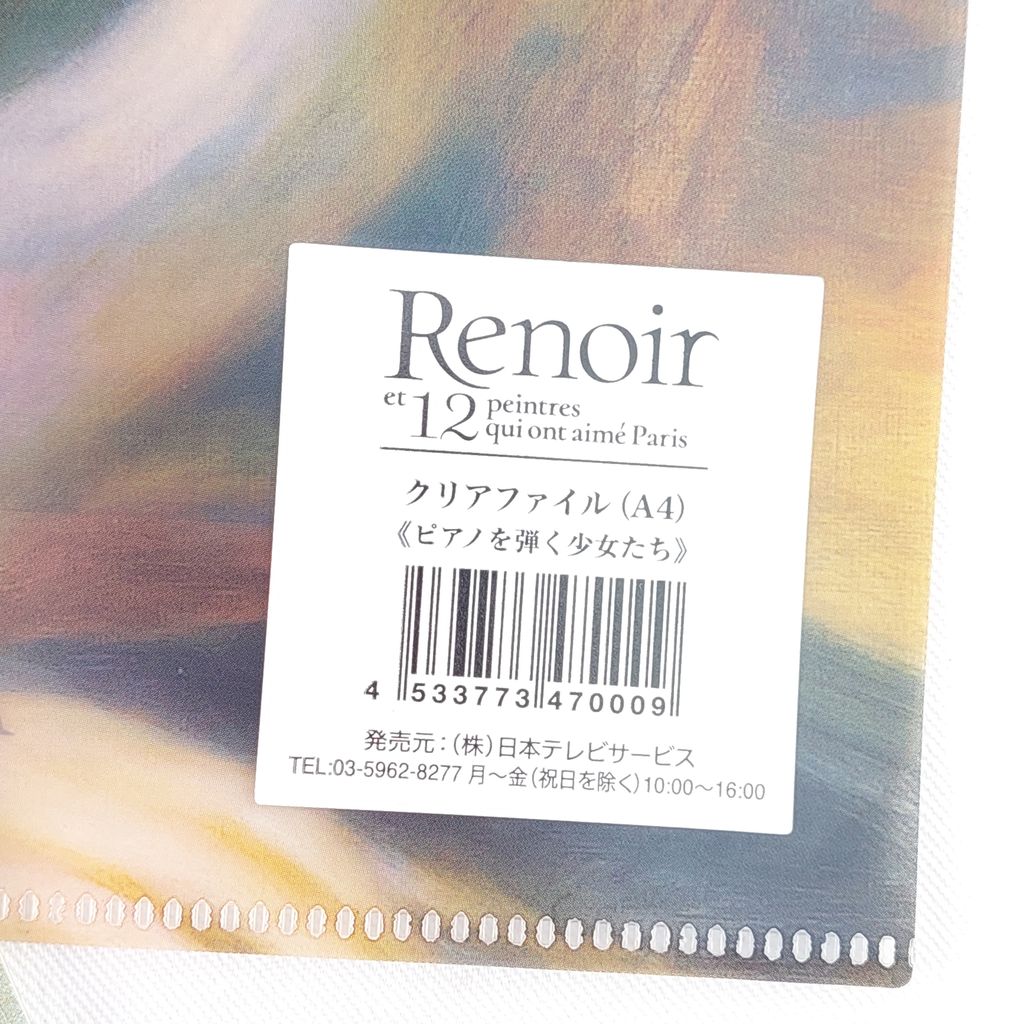 Renoir
et 12 peintres
qui ont aimé Paris
クリアファイル (A4)
《ピアノを弾く少女たち》
4 533773 470009
発売元:(株)日本テレビサービス
TEL:03-5962-8277 月〜金(祝日を除く)10:00〜16:00